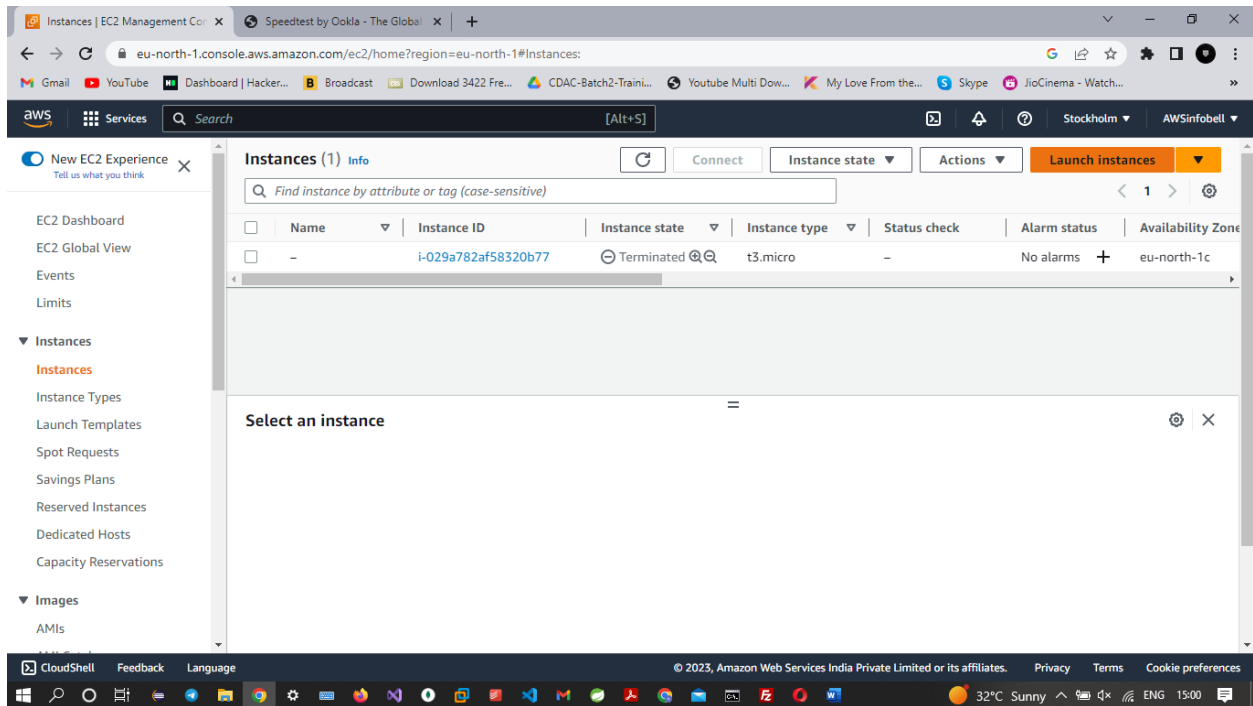 Instances | EC2 Management Con
Speedtest by Ookla - The Global
eu-north-1.console.aws.amazon.com/ec2/home?region=eu-north-1#Instances:
Gmail YouTube Dashboard | Hacker... Broadcast Download 3422 Fre... CDAC-Batch2-Traini... Youtube Multi Dow... My Love From the... Skype JioCinema - Watch... »
aws Services Search [Alt+S] Stockholm AWSinfobell
New EC2 Experience
Tell us what you think
EC2 Dashboard
EC2 Global View
Events
Limits
Instances
Instances
Instance Types
Launch Templates
Spot Requests
Savings Plans
Reserved Instances
Dedicated Hosts
Capacity Reservations
Images
AMIs
Instances (1) Info
Connect Instance state Actions Launch instances
Find instance by attribute or tag (case-sensitive)
1
Name Instance ID Instance state Instance type Status check Alarm status Availability Zone
– i-029a782af58320b77 Terminated t3.micro – No alarms + eu-north-1c
Select an instance
CloudShell Feedback Language © 2023, Amazon Web Services India Private Limited or its affiliates. Privacy Terms Cookie preferences
32°C Sunny ENG 15:00